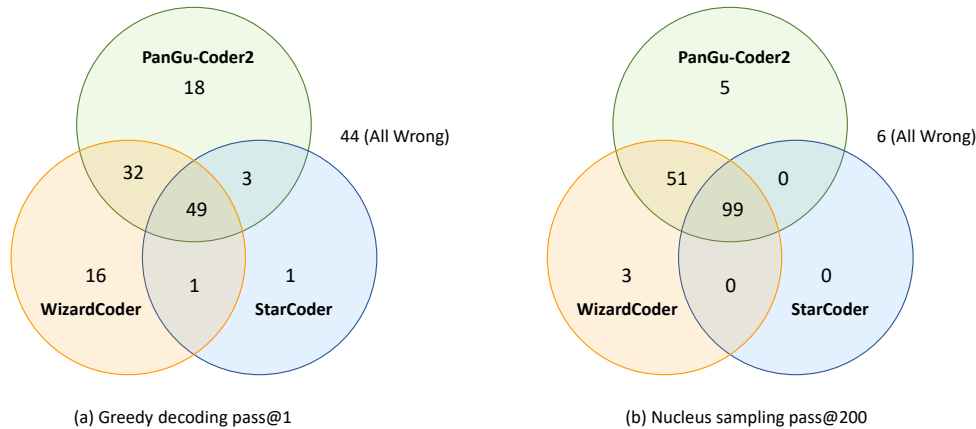 PanGu-Coder2
18
44 (All Wrong)
32
3
49
16
1
1
WizardCoder
StarCoder
(a) Greedy decoding pass@1
PanGu-Coder2
5
6 (All Wrong)
51
0
99
3
0
0
WizardCoder
StarCoder
(b) Nucleus sampling pass@200